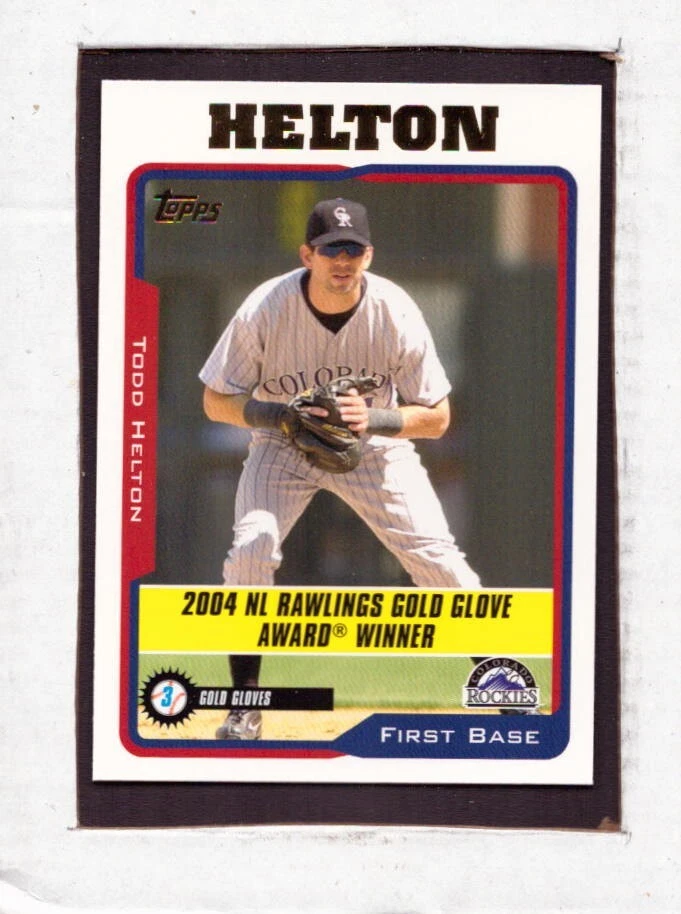 HELTON
Topps
CR
TODD HELTON
COLORADO
2004 NL RAWLINGS GOLD GLOVE
AWARD® WINNER
3 GOLD GLOVES
COLORADO
ROCKIES
FIRST BASE